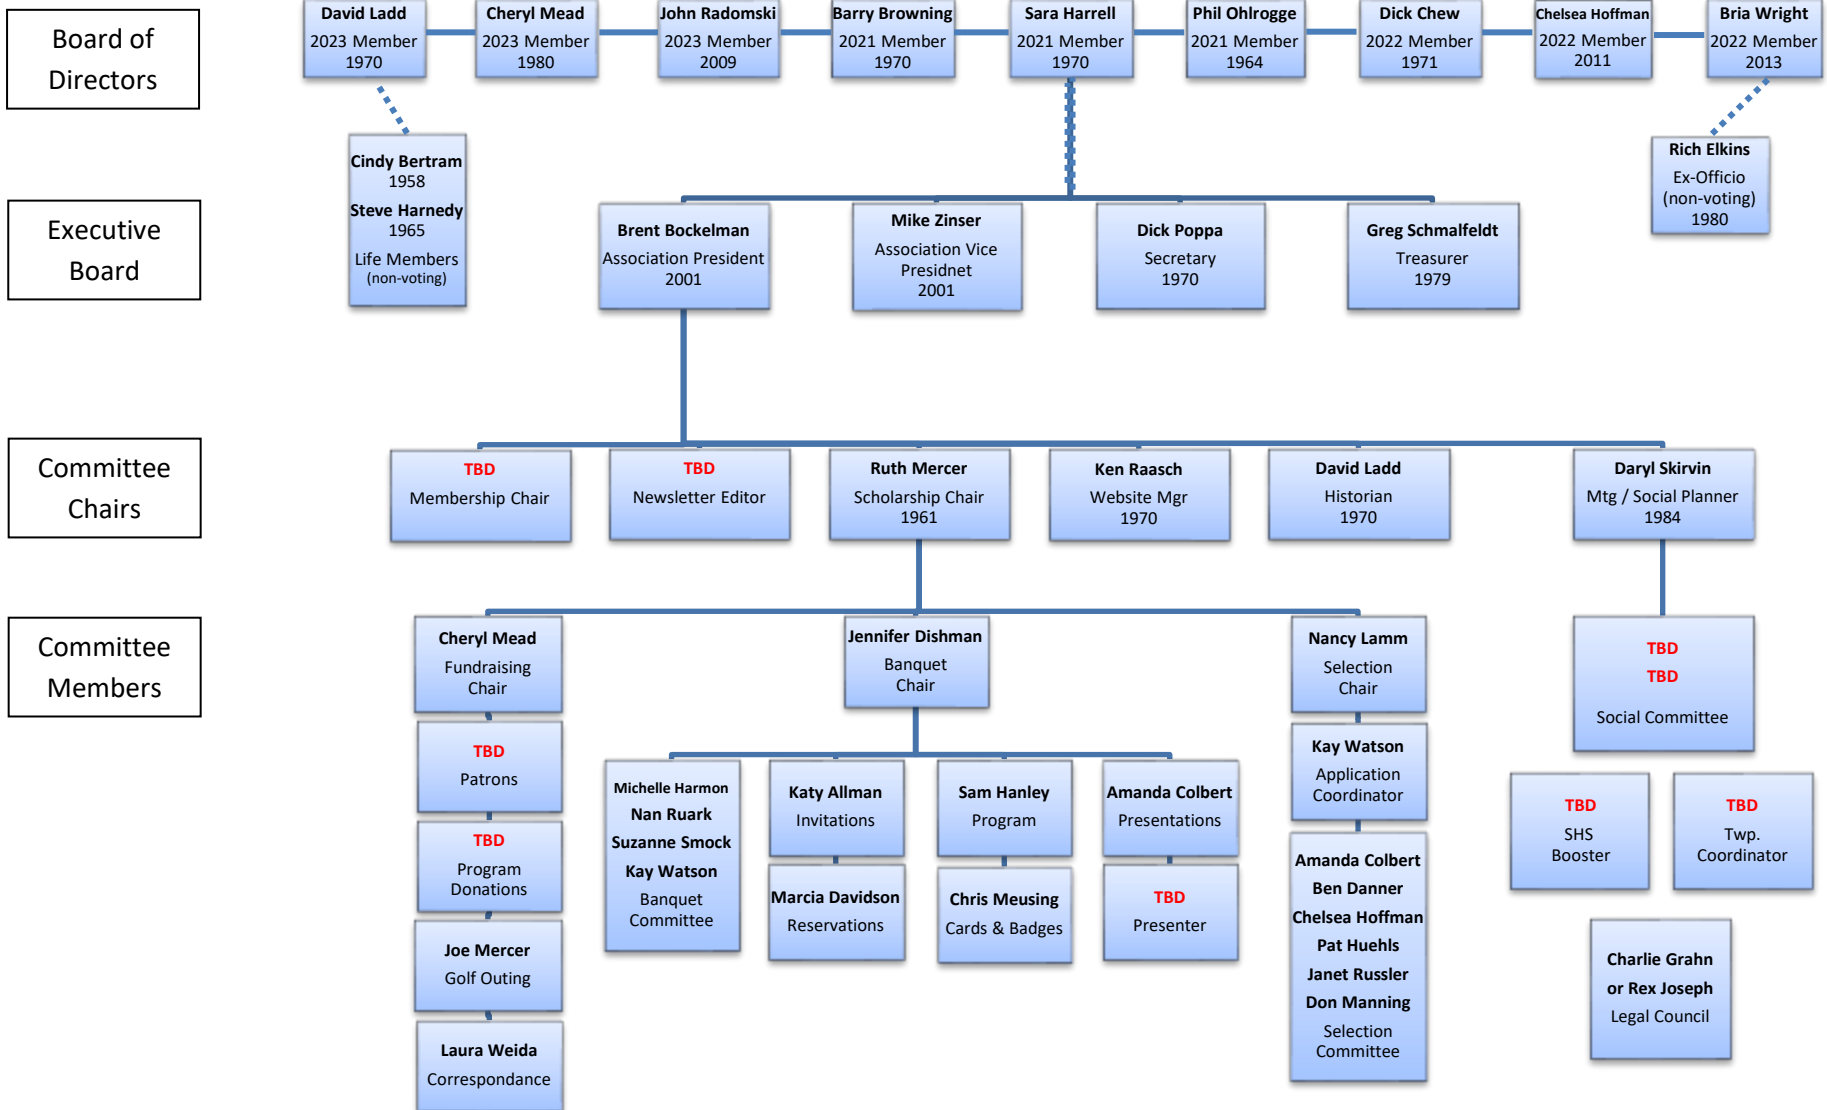 Board of
Directors
David Ladd
2023 Member
1970
Cheryl Mead
2023 Member
1980
John Radomski
2023 Member
2009
Barry Browning
2021 Member
1970
Sara Harrell
2021 Member
1970
Phil Ohlrogge
2021 Member
1964
Dick Chew
2022 Member
1971
Chelsea Hoffman
2022 Member
2011
Bria Wright
2022 Member
2013
Cindy Bertram
1958
Steve Harnedy
1965
Life Members
(non-voting)
Rich Elkins
Ex-Officio
(non-voting)
1980
Executive
Board
Brent Bockelman
Association President
2001
Mike Zinser
Association Vice
Presidnet
2001
Dick Poppa
Secretary
1970
Greg Schmalfeldt
Treasurer
1979
Committee
Chairs
TBD
Membership Chair
TBD
Newsletter Editor
Ruth Mercer
Scholarship Chair
1961
Ken Raasch
Website Mgr
1970
David Ladd
Historian
1970
Daryl Skirvin
Mtg / Social Planner
1984
Committee
Members
Cheryl Mead
Fundraising
Chair
TBD
Patrons
TBD
Program
Donations
Joe Mercer
Golf Outing
Laura Weida
Correspondance
Jennifer Dishman
Banquet
Chair
Michelle Harmon
Nan Ruark
Suzanne Smock
Kay Watson
Banquet
Committee
Katy Allman
Invitations
Marcia Davidson
Reservations
Sam Hanley
Program
Chris Meusing
Cards & Badges
Amanda Colbert
Presentations
TBD
Presenter
Nancy Lamm
Selection
Chair
Kay Watson
Application
Coordinator
Amanda Colbert
Ben Danner
Chelsea Hoffman
Pat Huehls
Janet Russler
Don Manning
Selection
Committee
TBD
TBD
Social Committee
TBD
SHS
Booster
TBD
Twp.
Coordinator
Charlie Grahn
or Rex Joseph
Legal Council